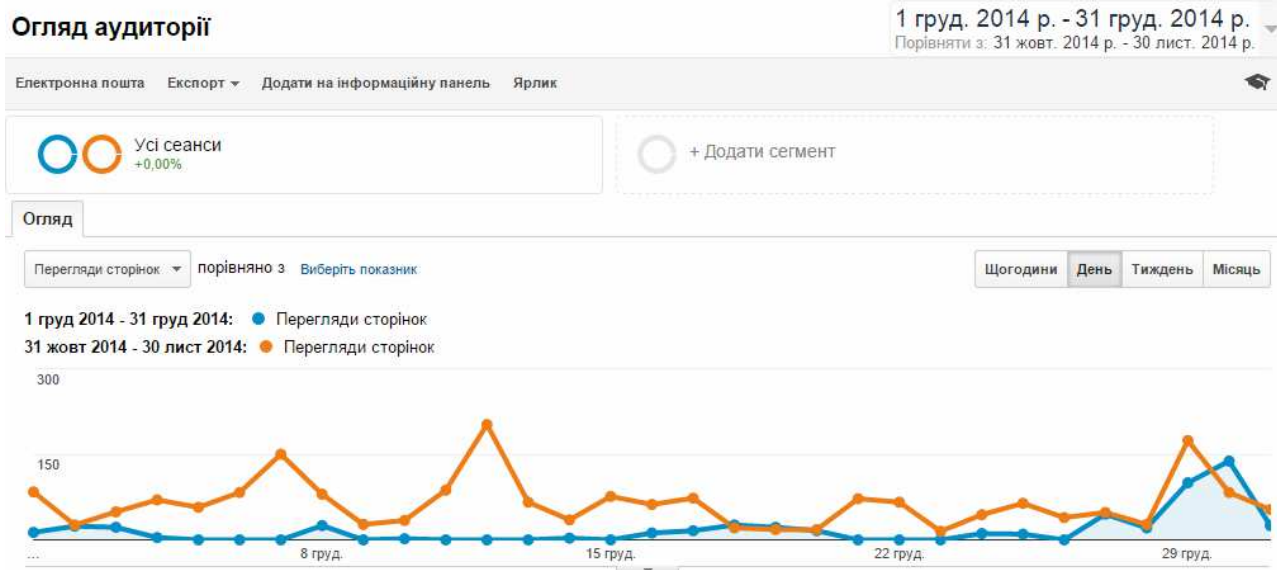 Огляд аудиторії
1 груд. 2014 р. - 31 груд. 2014 р.
Порівняти з: 31 жовт. 2014 р. - 30 лист. 2014 р.
Електронна пошта Експорт Додати на інформаційну панель Ярлик
Усі сеанси
+0,00%
+ Додати сегмент
Огляд
Перегляди сторінок порівняно з Виберіть показник
Щогодини День Тиждень Місяць
1 груд 2014 - 31 груд 2014: Перегляди сторінок
31 жовт 2014 - 30 лист 2014: Перегляди сторінок
300
150
... 8 груд. 15 груд. 22 груд. 29 груд.